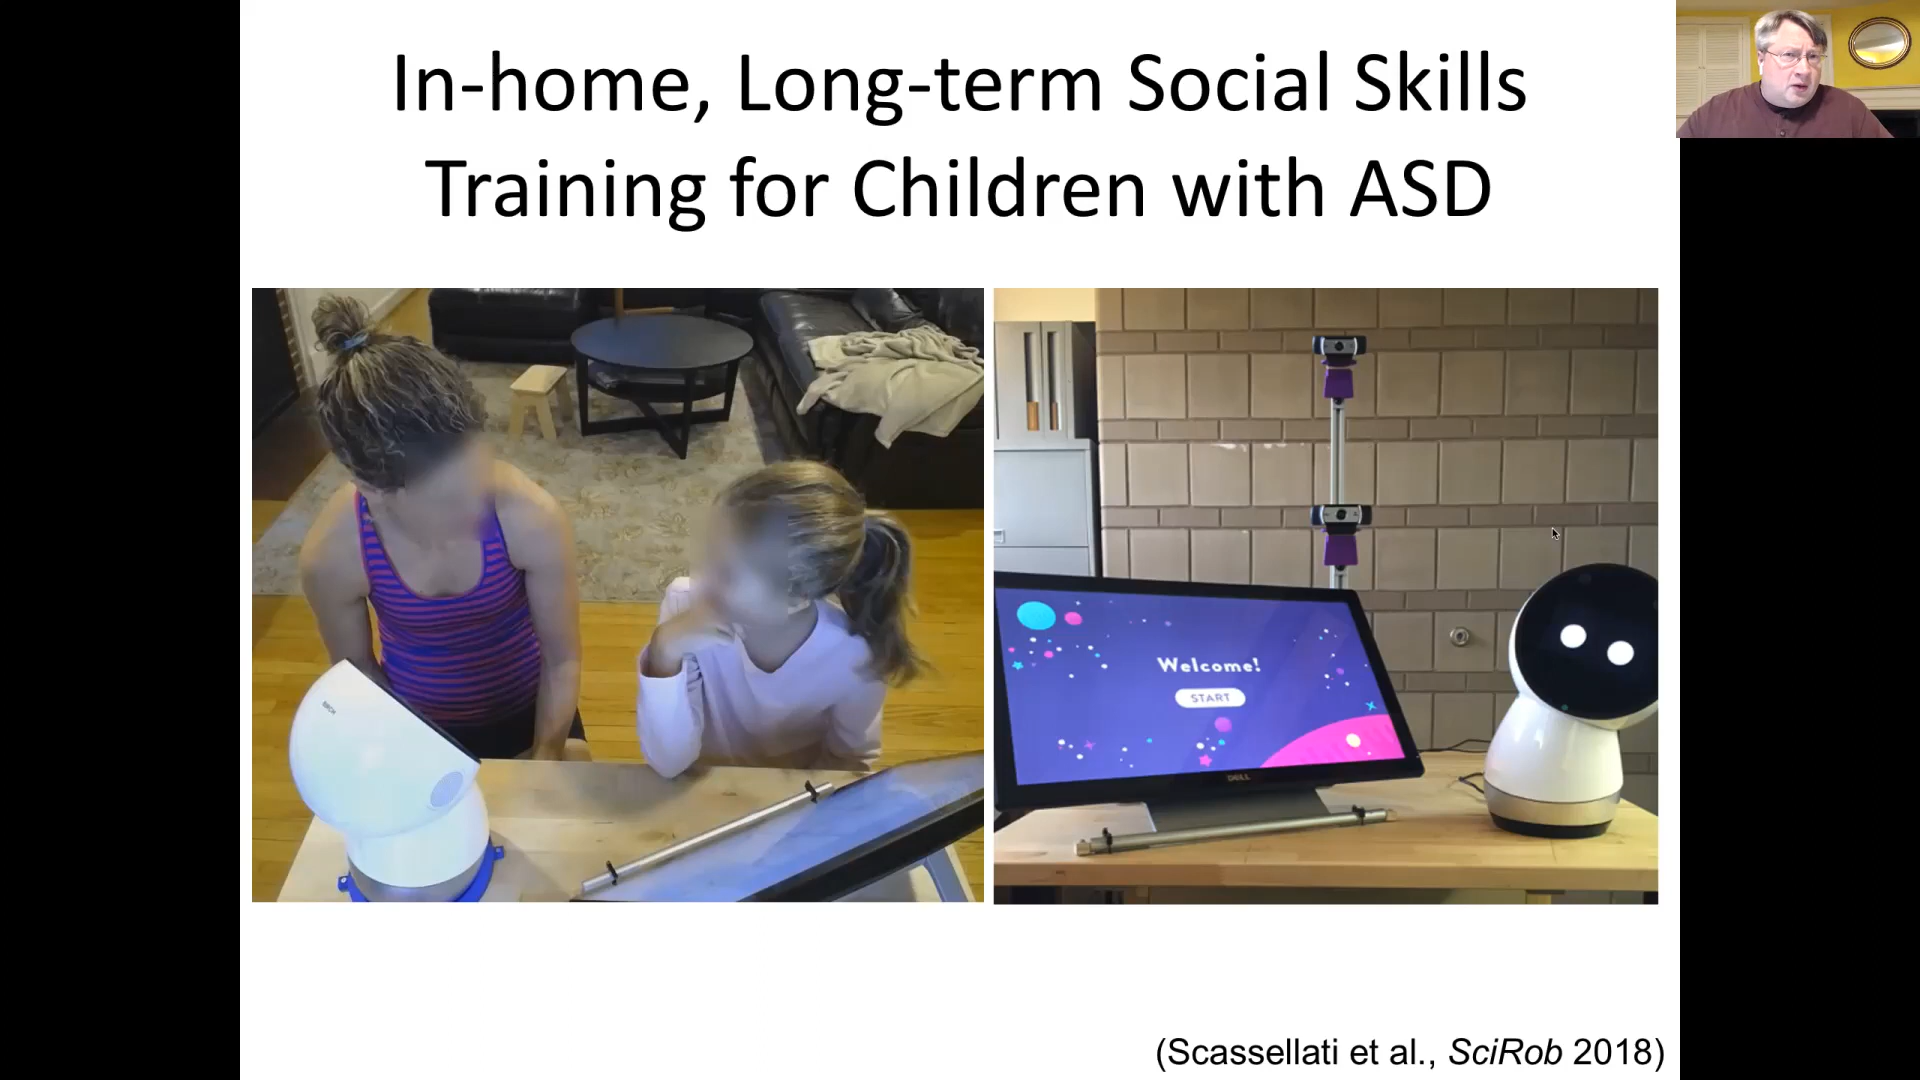 In-home, Long-term Social Skills
Training for Children with ASD
Welcome!
START
DELL
(Scassellati et al., SciRob 2018)